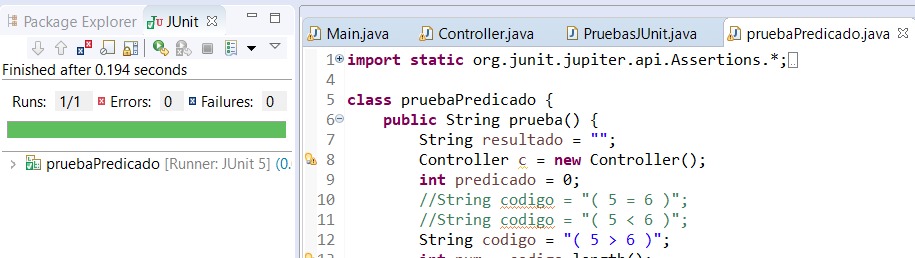 Package Explorer JUnit
Finished after 0.194 seconds
Runs: 1/1 Errors: 0 Failures: 0
pruebaPredicado [Runner: JUnit 5] (0.
Main.java Controller.java PruebasJUnit.java pruebaPredicado.java
1 import static org.junit.jupiter.api.Assertions.*;
4
5 class pruebaPredicado {
6 public String prueba() {
7 String resultado = "";
8 Controller c = new Controller();
9 int predicado = 0;
10 //String codigo = "( 5 = 6 )";
11 //String codigo = "( 5 < 6 )";
12 String codigo = "( 5 > 6 )";